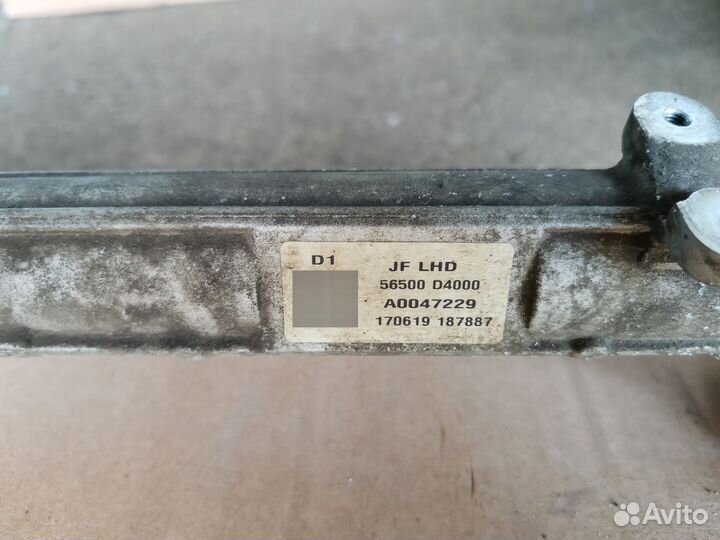 D1
JF LHD
56500 D4000
A0047229
170619 187887
Avito